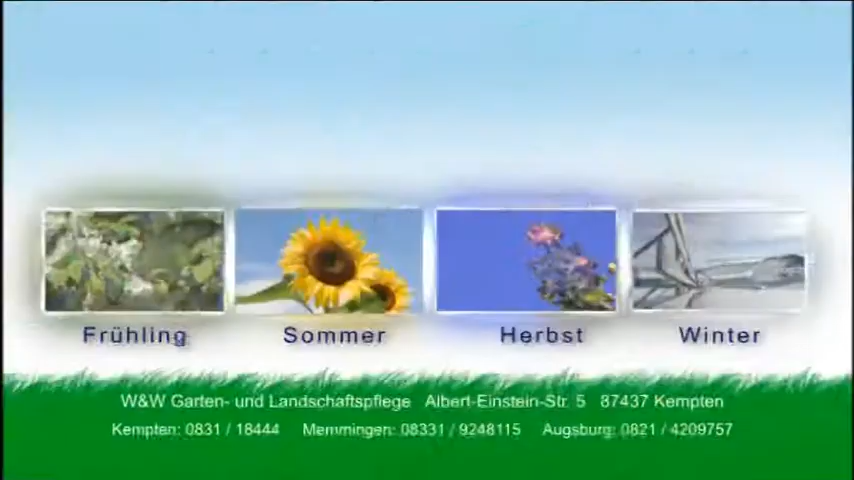 Frühling Sommer Herbst Winter
W&W Garten- und Landschaftspflege Albert-Einstein-Str. 5 87437 Kempten
Kempten: 0831 / 18444 Memmingen: 08331 / 9248115 Augsburg: 0821 / 4209757